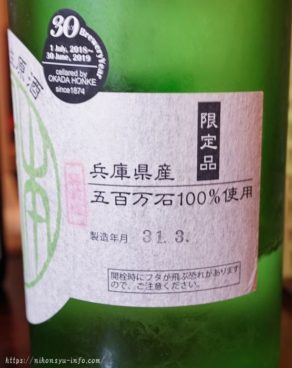 30
BreweryYear
1 July, 2018~
30 June, 2019
cellared by
OKADA HONKE
since1874
原酒
限定品
兵庫県産
五百万石100%使用
製造年月 31.3.
開栓時にフタが飛ぶ恐れがあります
ので、ご注意ください。
https://nihonsyu-info.com/